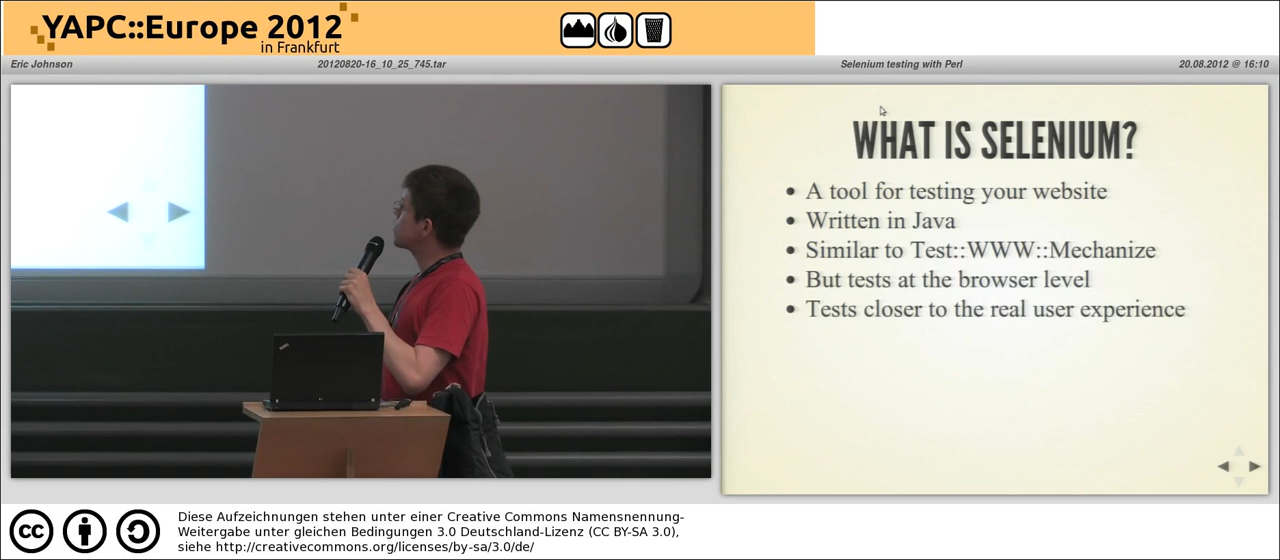 YAPC::Europe 2012
in Frankfurt
Eric Johnson 20120820-16_10_25_745.tar Selenium testing with Perl 20.08.2012 @ 16:10
WHAT IS SELENIUM?
• A tool for testing your website
• Written in Java
• Similar to Test::WWW::Mechanize
• But tests at the browser level
• Tests closer to the real user experience
cc
Diese Aufzeichnungen stehen unter einer Creative Commons Namensnennung-
Weitergabe unter gleichen Bedingungen 3.0 Deutschland-Lizenz (CC BY-SA 3.0),
siehe http://creativecommons.org/licenses/by-sa/3.0/de/